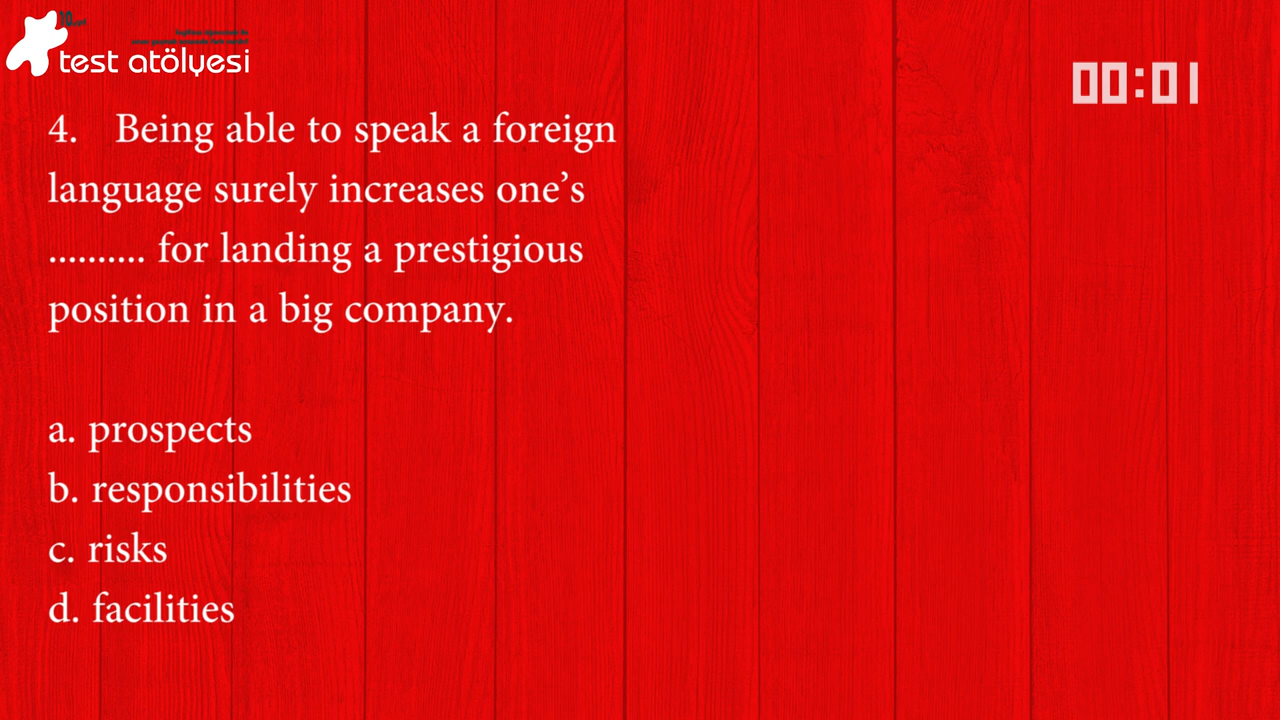 test atölyesi
00:01
4. Being able to speak a foreign
language surely increases one’s
.......... for landing a prestigious
position in a big company.
a. prospects
b. responsibilities
c. risks
d. facilities